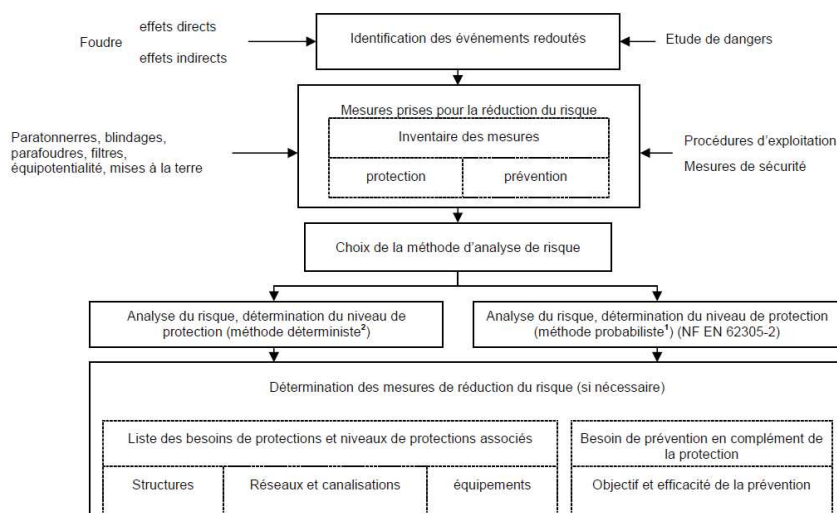 effets directs
Foudre
effets indirects
Identification des événements redoutés
Etude de dangers
Mesures prises pour la réduction du risque
Inventaire des mesures
protection
prévention
Paratonnerres, blindages,
parafoudres, filtres,
équipotentialité, mises à la terre
Procédures d'exploitation
Mesures de sécurité
Choix de la méthode d'analyse de risque
Analyse du risque, détermination du niveau de
protection (méthode déterministe²)
Analyse du risque, détermination du niveau de protection
(méthode probabiliste¹) (NF EN 62305-2)
Détermination des mesures de réduction du risque (si nécessaire)
Liste des besoins de protections et niveaux de protections associés
Structures
Réseaux et canalisations
équipements
Besoin de prévention en complément de
la protection
Objectif et efficacité de la prévention